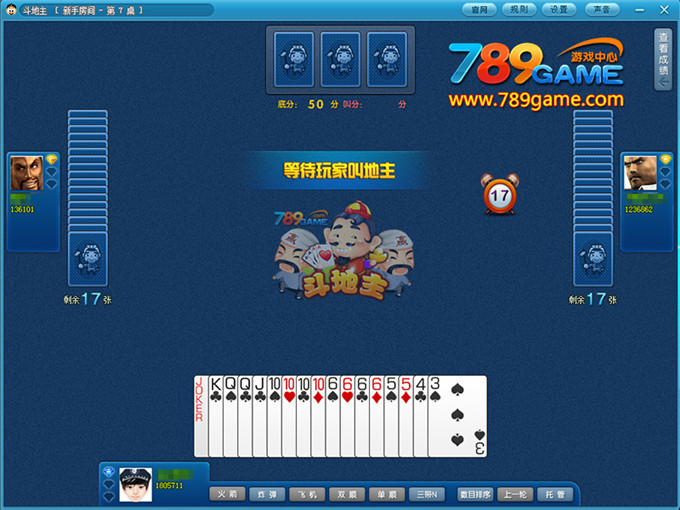 斗地主 [ 新手房间 - 第 7 桌 ]
官网 规则 设置 声音
查看成绩
789GAME 游戏中心
www.789game.com
底分: 50 分 叫分: 分
等待玩家叫地主
17
136101
1236862
789GAME
斗地主
剩余 17 张
剩余 17 张
JOKER K Q Q J 10 10 10 10 6 6 6 6 5 5 4 3
3
1805711
火箭 炸弹 飞机 双顺 单顺 三带N 数目排序 上一轮 托管